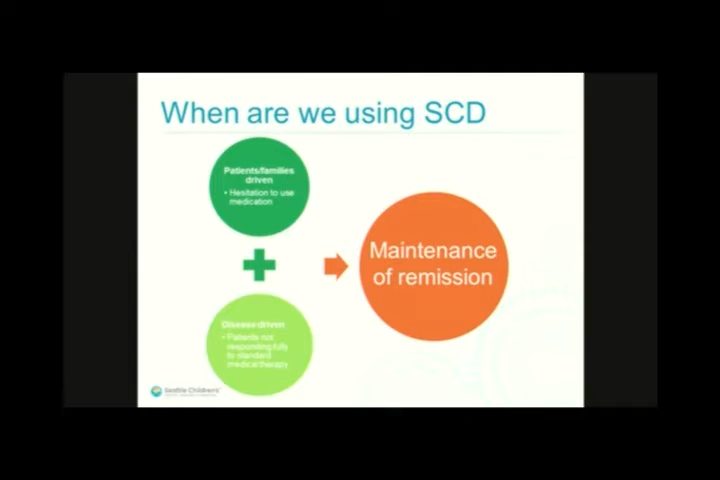 When are we using SCD
Patients/families
driven
• Hesitation to use
medication
Maintenance
of remission
Disease driven
• Patients not
responding fully
to standard
medical therapy
Seattle Children's